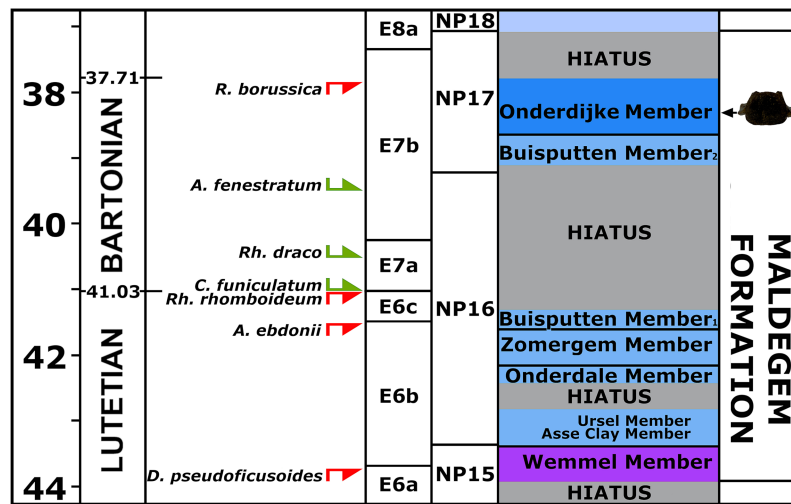 38
40
42
44
BARTONIAN
LUTETIAN
37.71
41.03
R. borussica
A. fenestratum
Rh. draco
C. funiculatum
Rh. rhomboideum
A. ebdonii
D. pseudoficusoides
E8a
E7b
E7a
E6c
E6b
E6a
NP18
NP17
NP16
NP15
HIATUS
Onderdijke Member
Buisputten Member2
HIATUS
Buisputten Member1
Zomergem Member
Onderdale Member
HIATUS
Ursel Member
Asse Clay Member
Wemmel Member
HIATUS
MALDEGEM
FORMATION